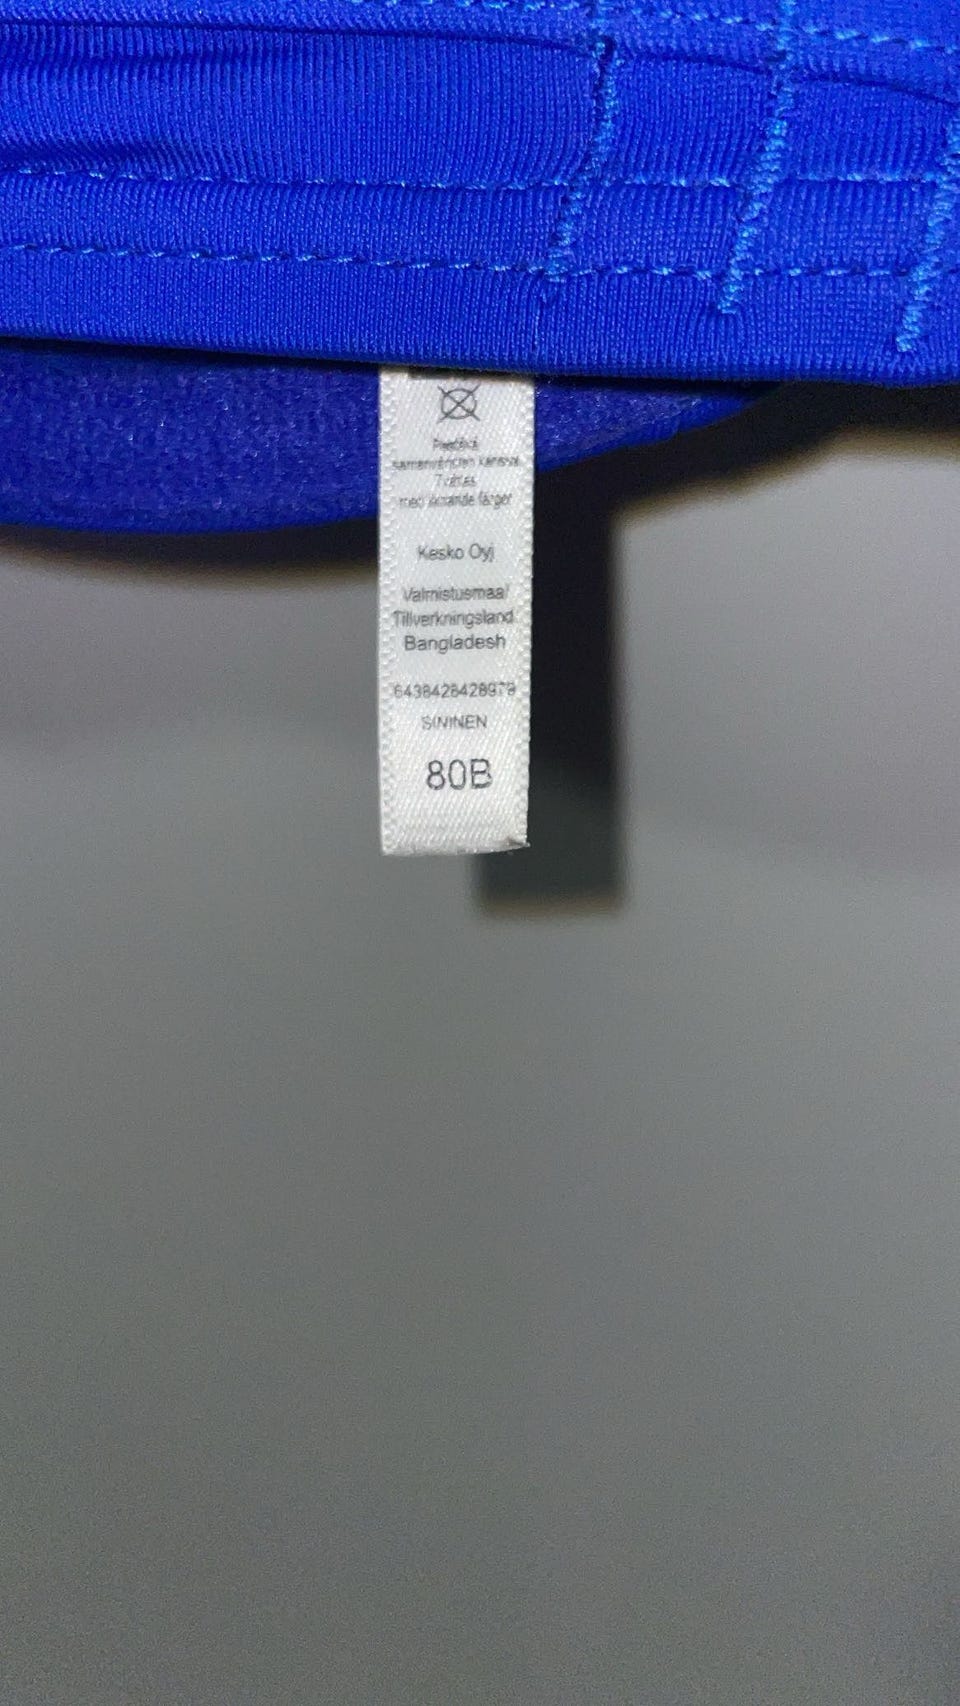 Pestävä
samanväristen kanssa/
Tvättas
med liknande färger
Kesko Oyj
Valmistusmaa/
Tillverkningsland
Bangladesh
6438428428979
SININEN
80B